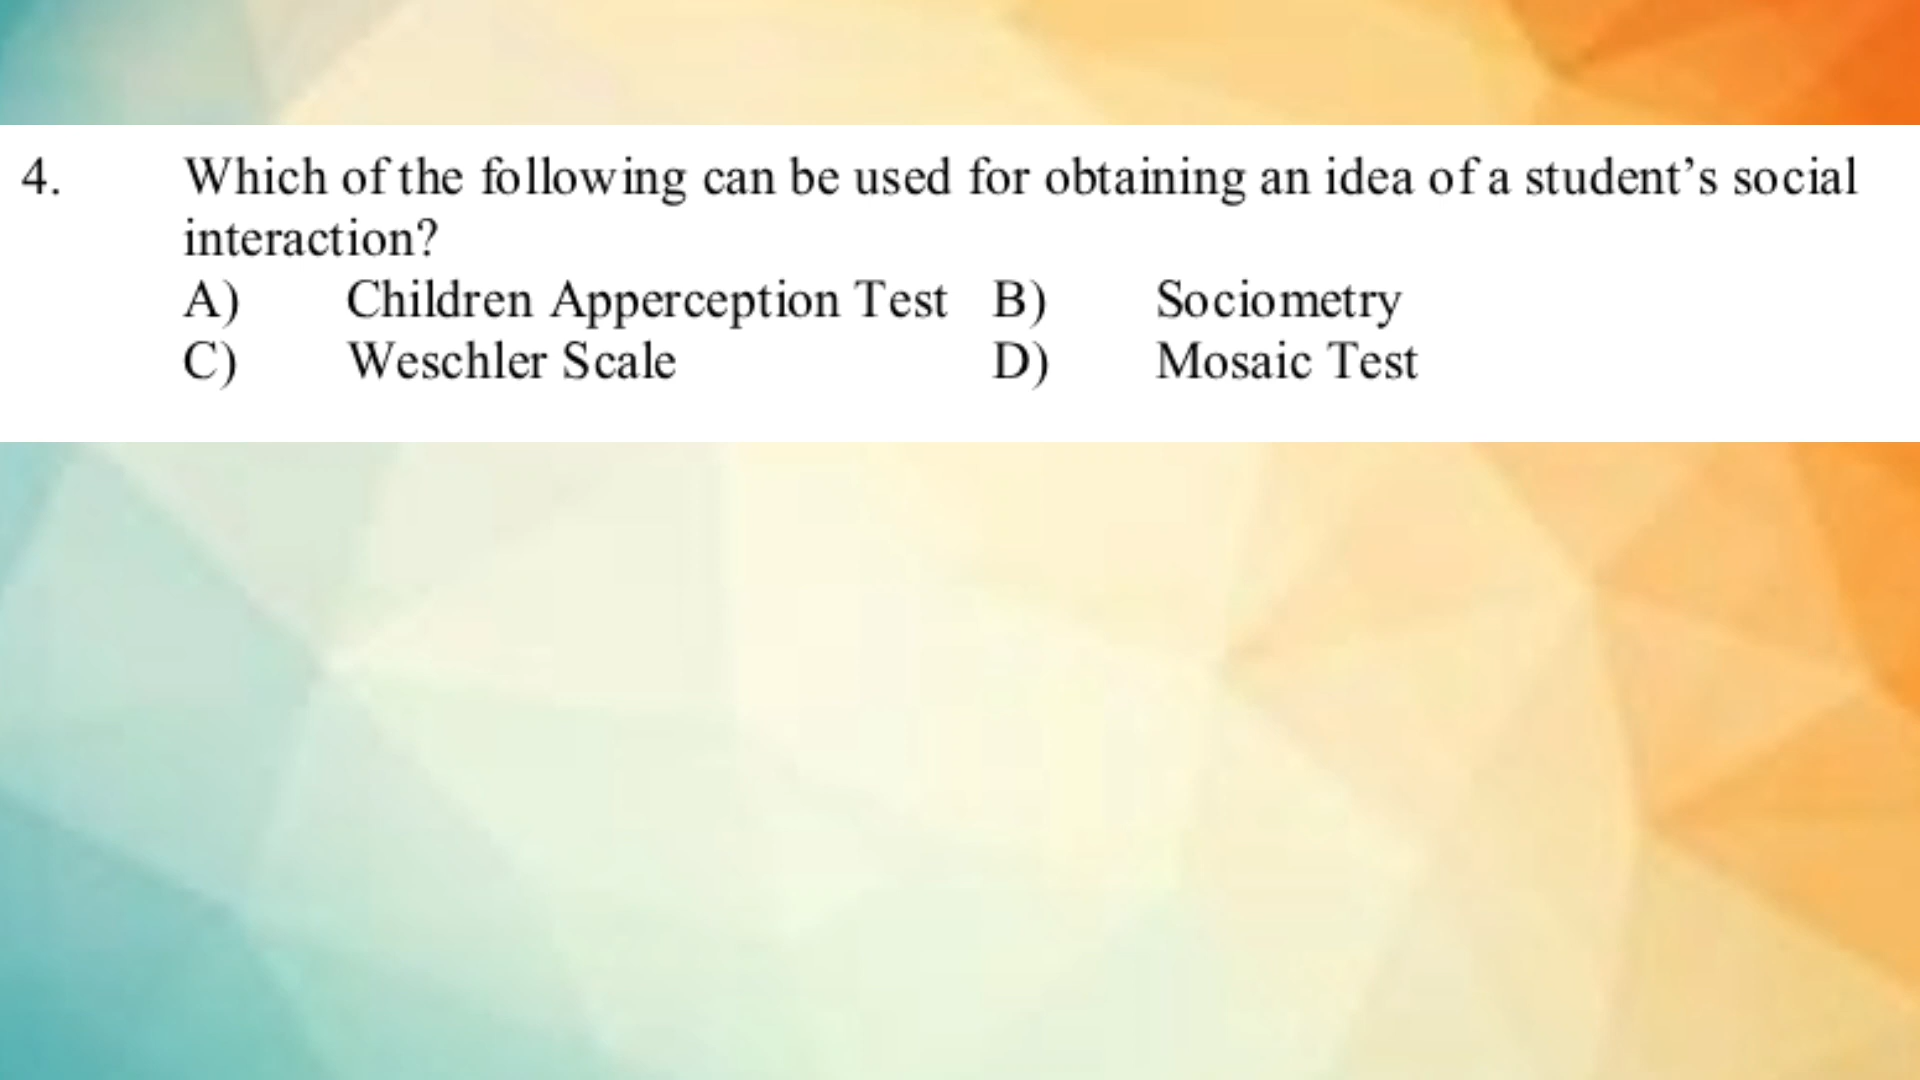 4. Which of the following can be used for obtaining an idea of a student’s social
interaction?
A) Children Apperception Test B) Sociometry
C) Weschler Scale D) Mosaic Test